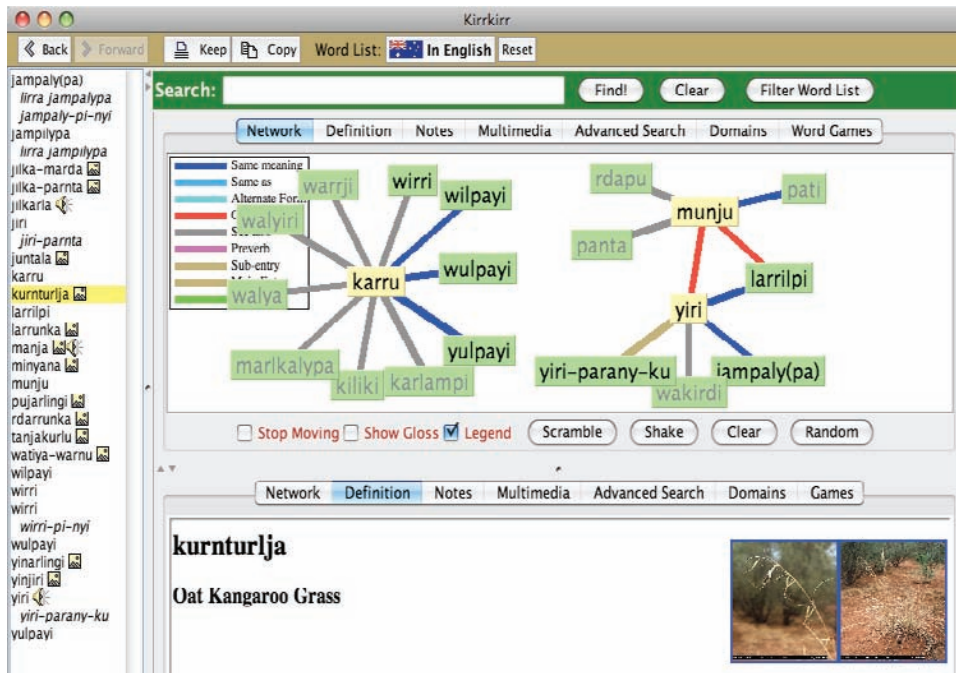 Kirrkirr
Back Forward Keep Copy Word List: In English Reset
jampaly(pa)
lirra jampalypa
jampaly-pi-nyi
jampilypa
lirra jampilypa
jilka-marda
jilka-parnta
jilkarla
jiri
jiri-parnta
juntala
karru
kurnturlja
larrilpi
larrunka
manja
minyana
munju
pujarlingi
rdarrunka
tanjakurlu
watiya-warnu
wilpayi
wirri
wirri
wirri-pi-nyi
wulpayi
yinarlingi
yinjiri
yiri
yiri-parany-ku
yulpayi
Search: Find! Clear Filter Word List
Network Definition Notes Multimedia Advanced Search Domains Word Games
Same meaning
Same as
Alternate
Preverb
Sub-entry
warrji
wirri
wilpayi
walyiri
wulpayi
karru
walya
yulpayi
marlkalypa
kiliki
karlampi
rdapu
pati
munju
panta
larrilpi
yiri
yiri-parany-ku
jampaly(pa)
wakirdi
Stop Moving Show Gloss Legend Scramble Shake Clear Random
Network Definition Notes Multimedia Advanced Search Domains Games
kurnturlja
Oat Kangaroo Grass